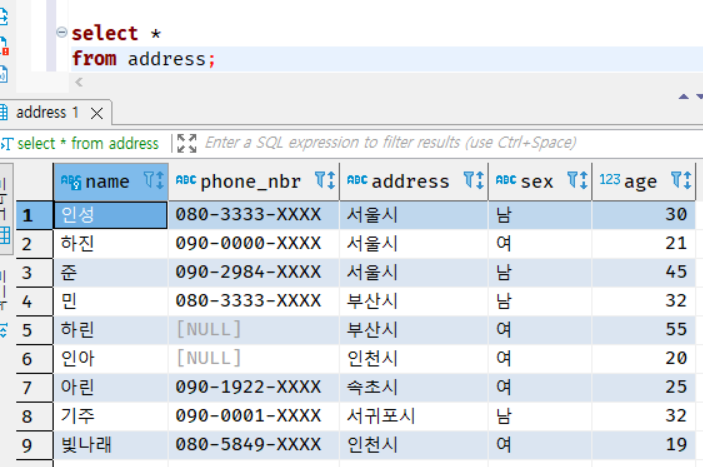 select *
from address;
address 1
select * from address
Enter a SQL expression to filter results (use Ctrl+Space)
ABC name ABC phone_nbr ABC address ABC sex 123 age
1 인성 080-3333-XXXX 서울시 남 30
2 하진 090-0000-XXXX 서울시 여 21
3 준 090-2984-XXXX 서울시 남 45
4 민 080-3333-XXXX 부산시 남 32
5 하린 [NULL] 부산시 여 55
6 인아 [NULL] 인천시 여 20
7 아린 090-1922-XXXX 속초시 여 25
8 기주 090-0001-XXXX 서귀포시 남 32
9 빛나래 080-5849-XXXX 인천시 여 19